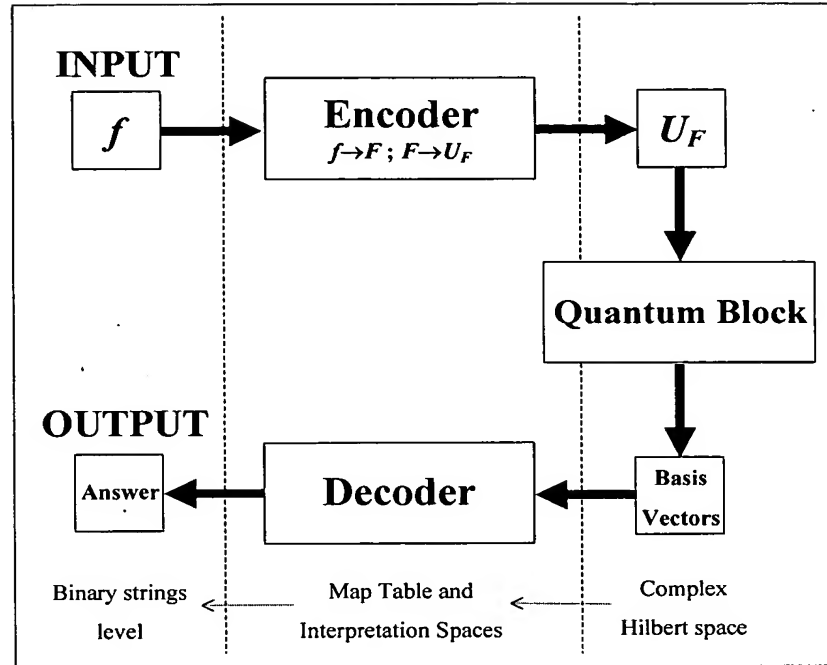 INPUT
f
Encoder
f→F ; F→U_F
U_F
Quantum Block
OUTPUT
Answer
Decoder
Basis
Vectors
Binary strings
level
Map Table and
Interpretation Spaces
Complex
Hilbert space